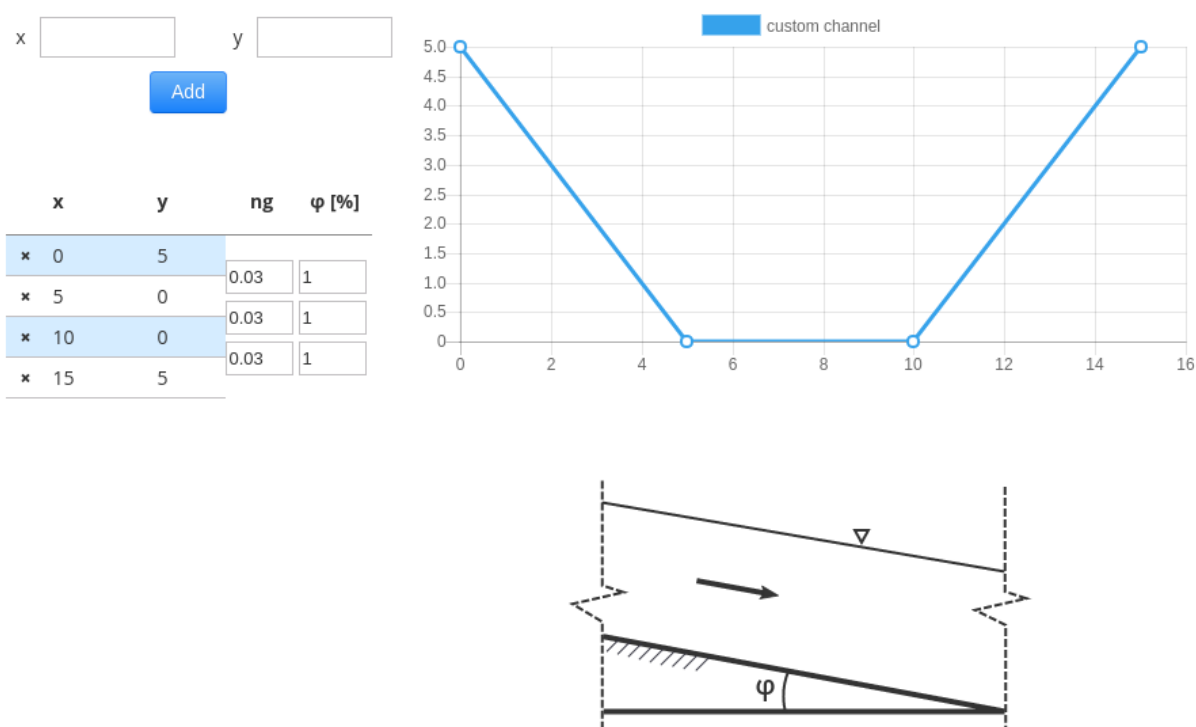 x
y
Add
x y ng φ [%]
× 0 5
0.03 1
× 5 0
0.03 1
× 10 0
0.03 1
× 15 5
custom channel
5.0
4.5
4.0
3.5
3.0
2.5
2.0
1.5
1.0
0.5
0
0 2 4 6 8 10 12 14 16
φ